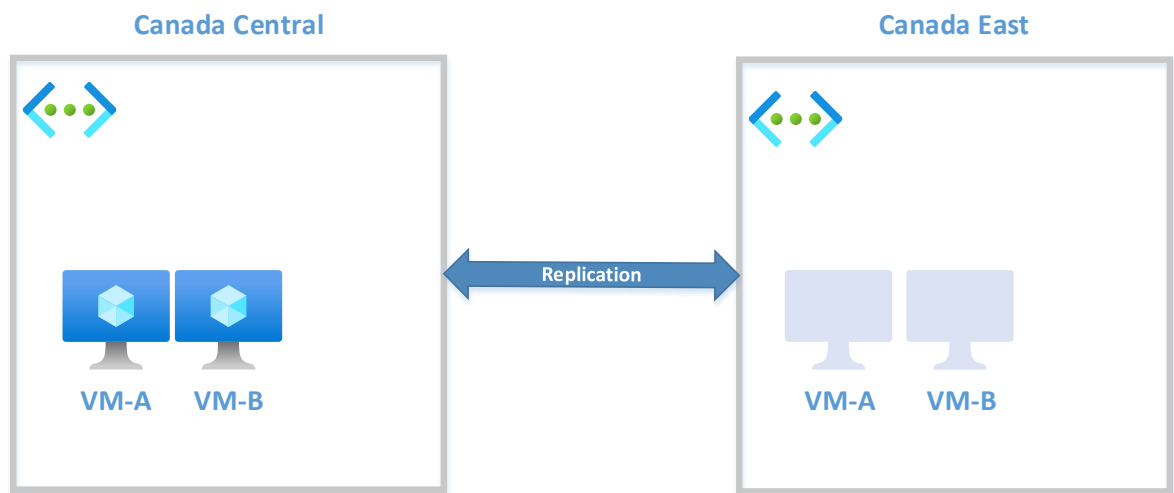 Canada Central
Canada East
Replication
VM-A
VM-B
VM-A
VM-B